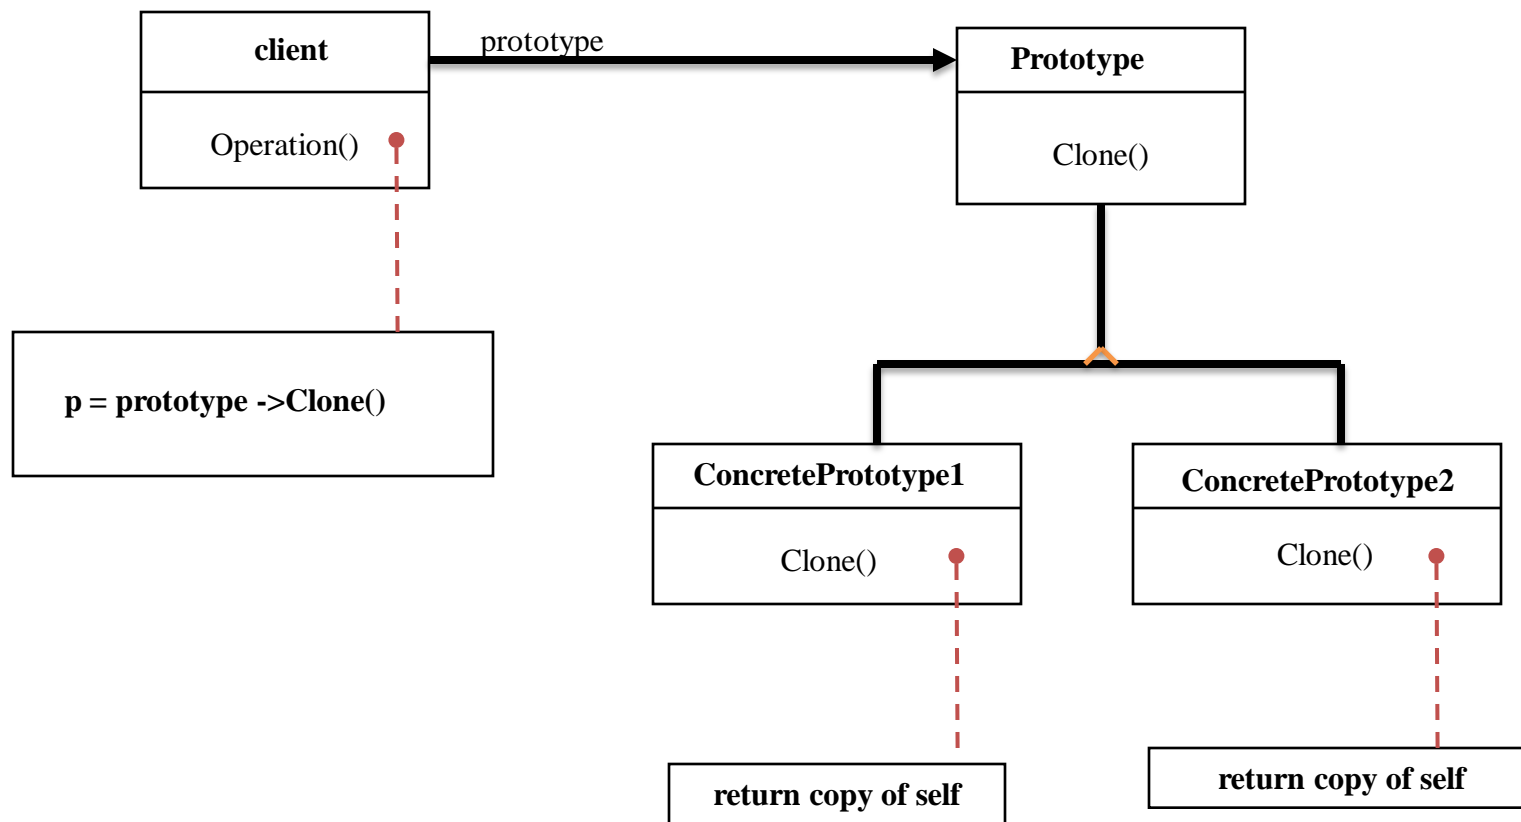 client
prototype
Prototype
Operation()
Clone()
p = prototype ->Clone()
ConcretePrototype1
ConcretePrototype2
Clone()
Clone()
return copy of self
return copy of self